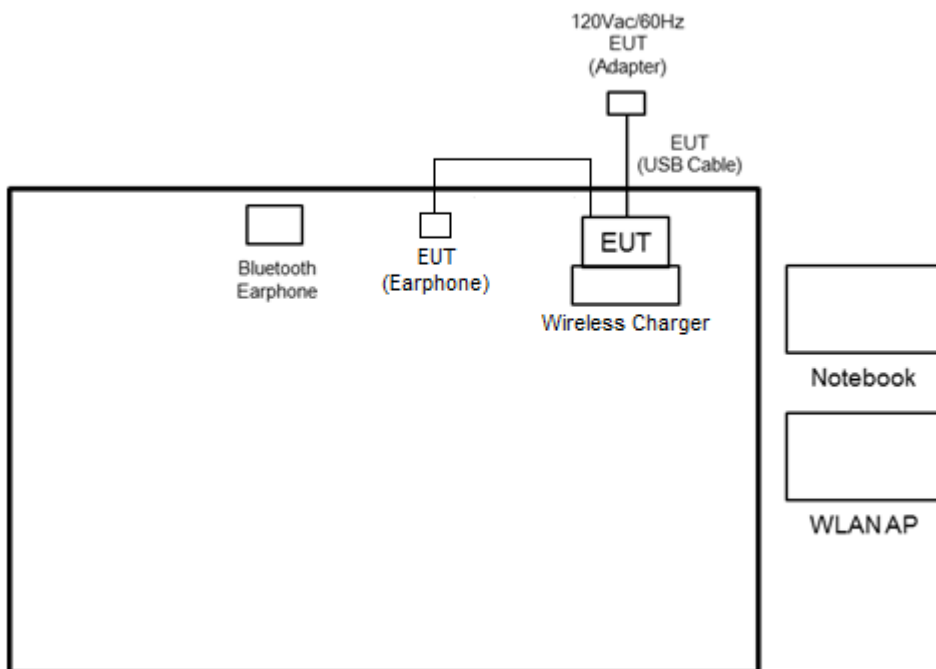 120Vac/60Hz
EUT
(Adapter)
EUT
(USB Cable)
Bluetooth
Earphone
EUT
(Earphone)
EUT
Wireless Charger
Notebook
WLAN AP